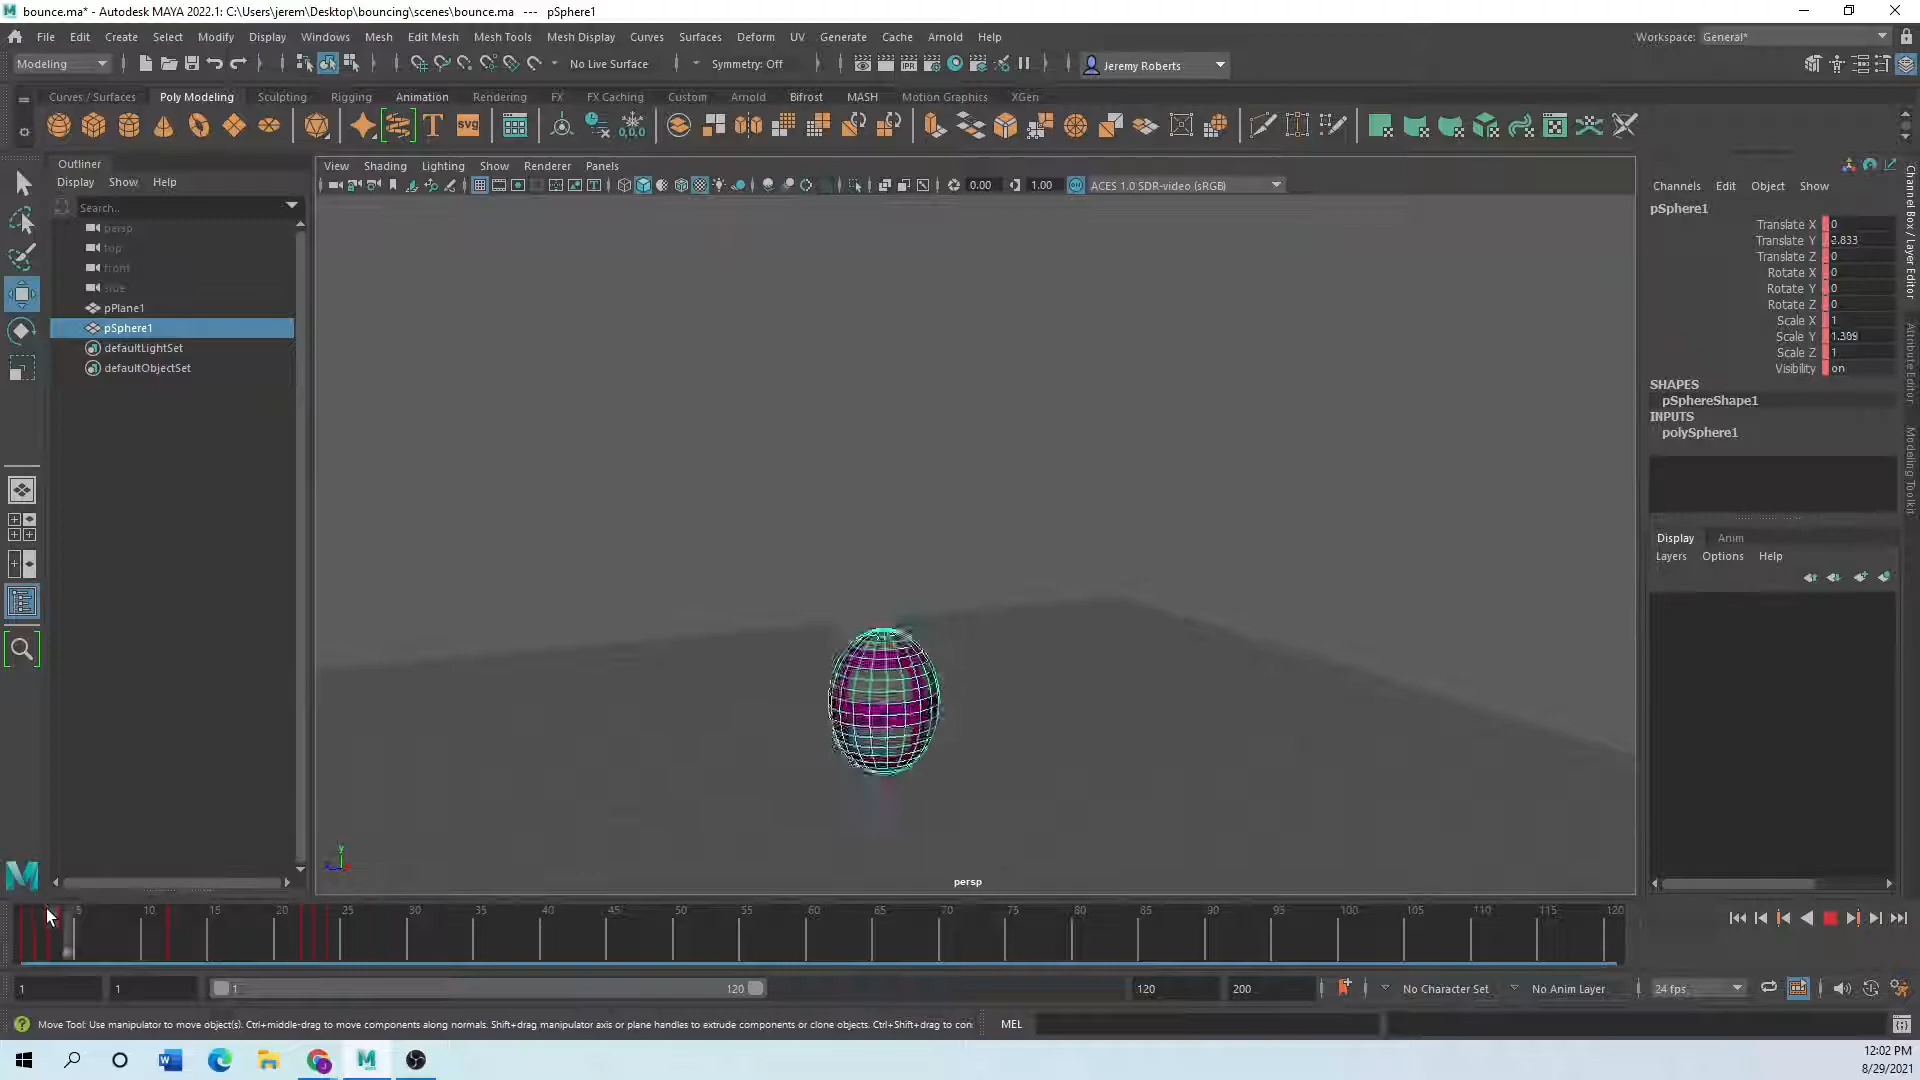 bounce.ma* - Autodesk MAYA 2022.1: C:\Users\jerem\Desktop\bouncing\scenes\bounce.ma --- pSphere1
File Edit Create Select Modify Display Windows Mesh Edit Mesh Mesh Tools Mesh Display Curves Surfaces Deform UV Generate Cache Arnold Help
Workspace: General*
Modeling
No Live Surface
Symmetry: Off
Jeremy Roberts
Curves / Surfaces Poly Modeling Sculpting Rigging Animation Rendering FX FX Caching Custom Arnold Bifrost MASH Motion Graphics XGen
T SVG 0,0,0
Outliner
Display Show Help
Search...
persp
top
front
side
pPlane1
pSphere1
defaultLightSet
defaultObjectSet
View Shading Lighting Show Renderer Panels
0.00 1.00 ACES 1.0 SDR-video (sRGB)
y
persp
Channels Edit Object Show
pSphere1
Translate X 0
Translate Y 2.833
Translate Z 0
Rotate X 0
Rotate Y 0
Rotate Z 0
Scale X 1
Scale Y 1.309
Scale Z 1
Visibility on
SHAPES
pSphereShape1
INPUTS
polySphere1
Display Anim
Layers Options Help
Channel Box / Layer Editor
Attribute Editor
Modeling Toolkit
5 10 15 20 25 30 35 40 45 50 55 60 65 70 75 80 85 90 95 100 105 110 115 120
1 1 1 120 120 200 No Character Set No Anim Layer 24 fps
Move Tool: Use manipulator to move object(s). Ctrl+middle-drag to move components along normals. Shift+drag manipulator axis or plane handles to extrude components or clone objects. Ctrl+Shift+drag to con
MEL
12:02 PM
8/29/2021